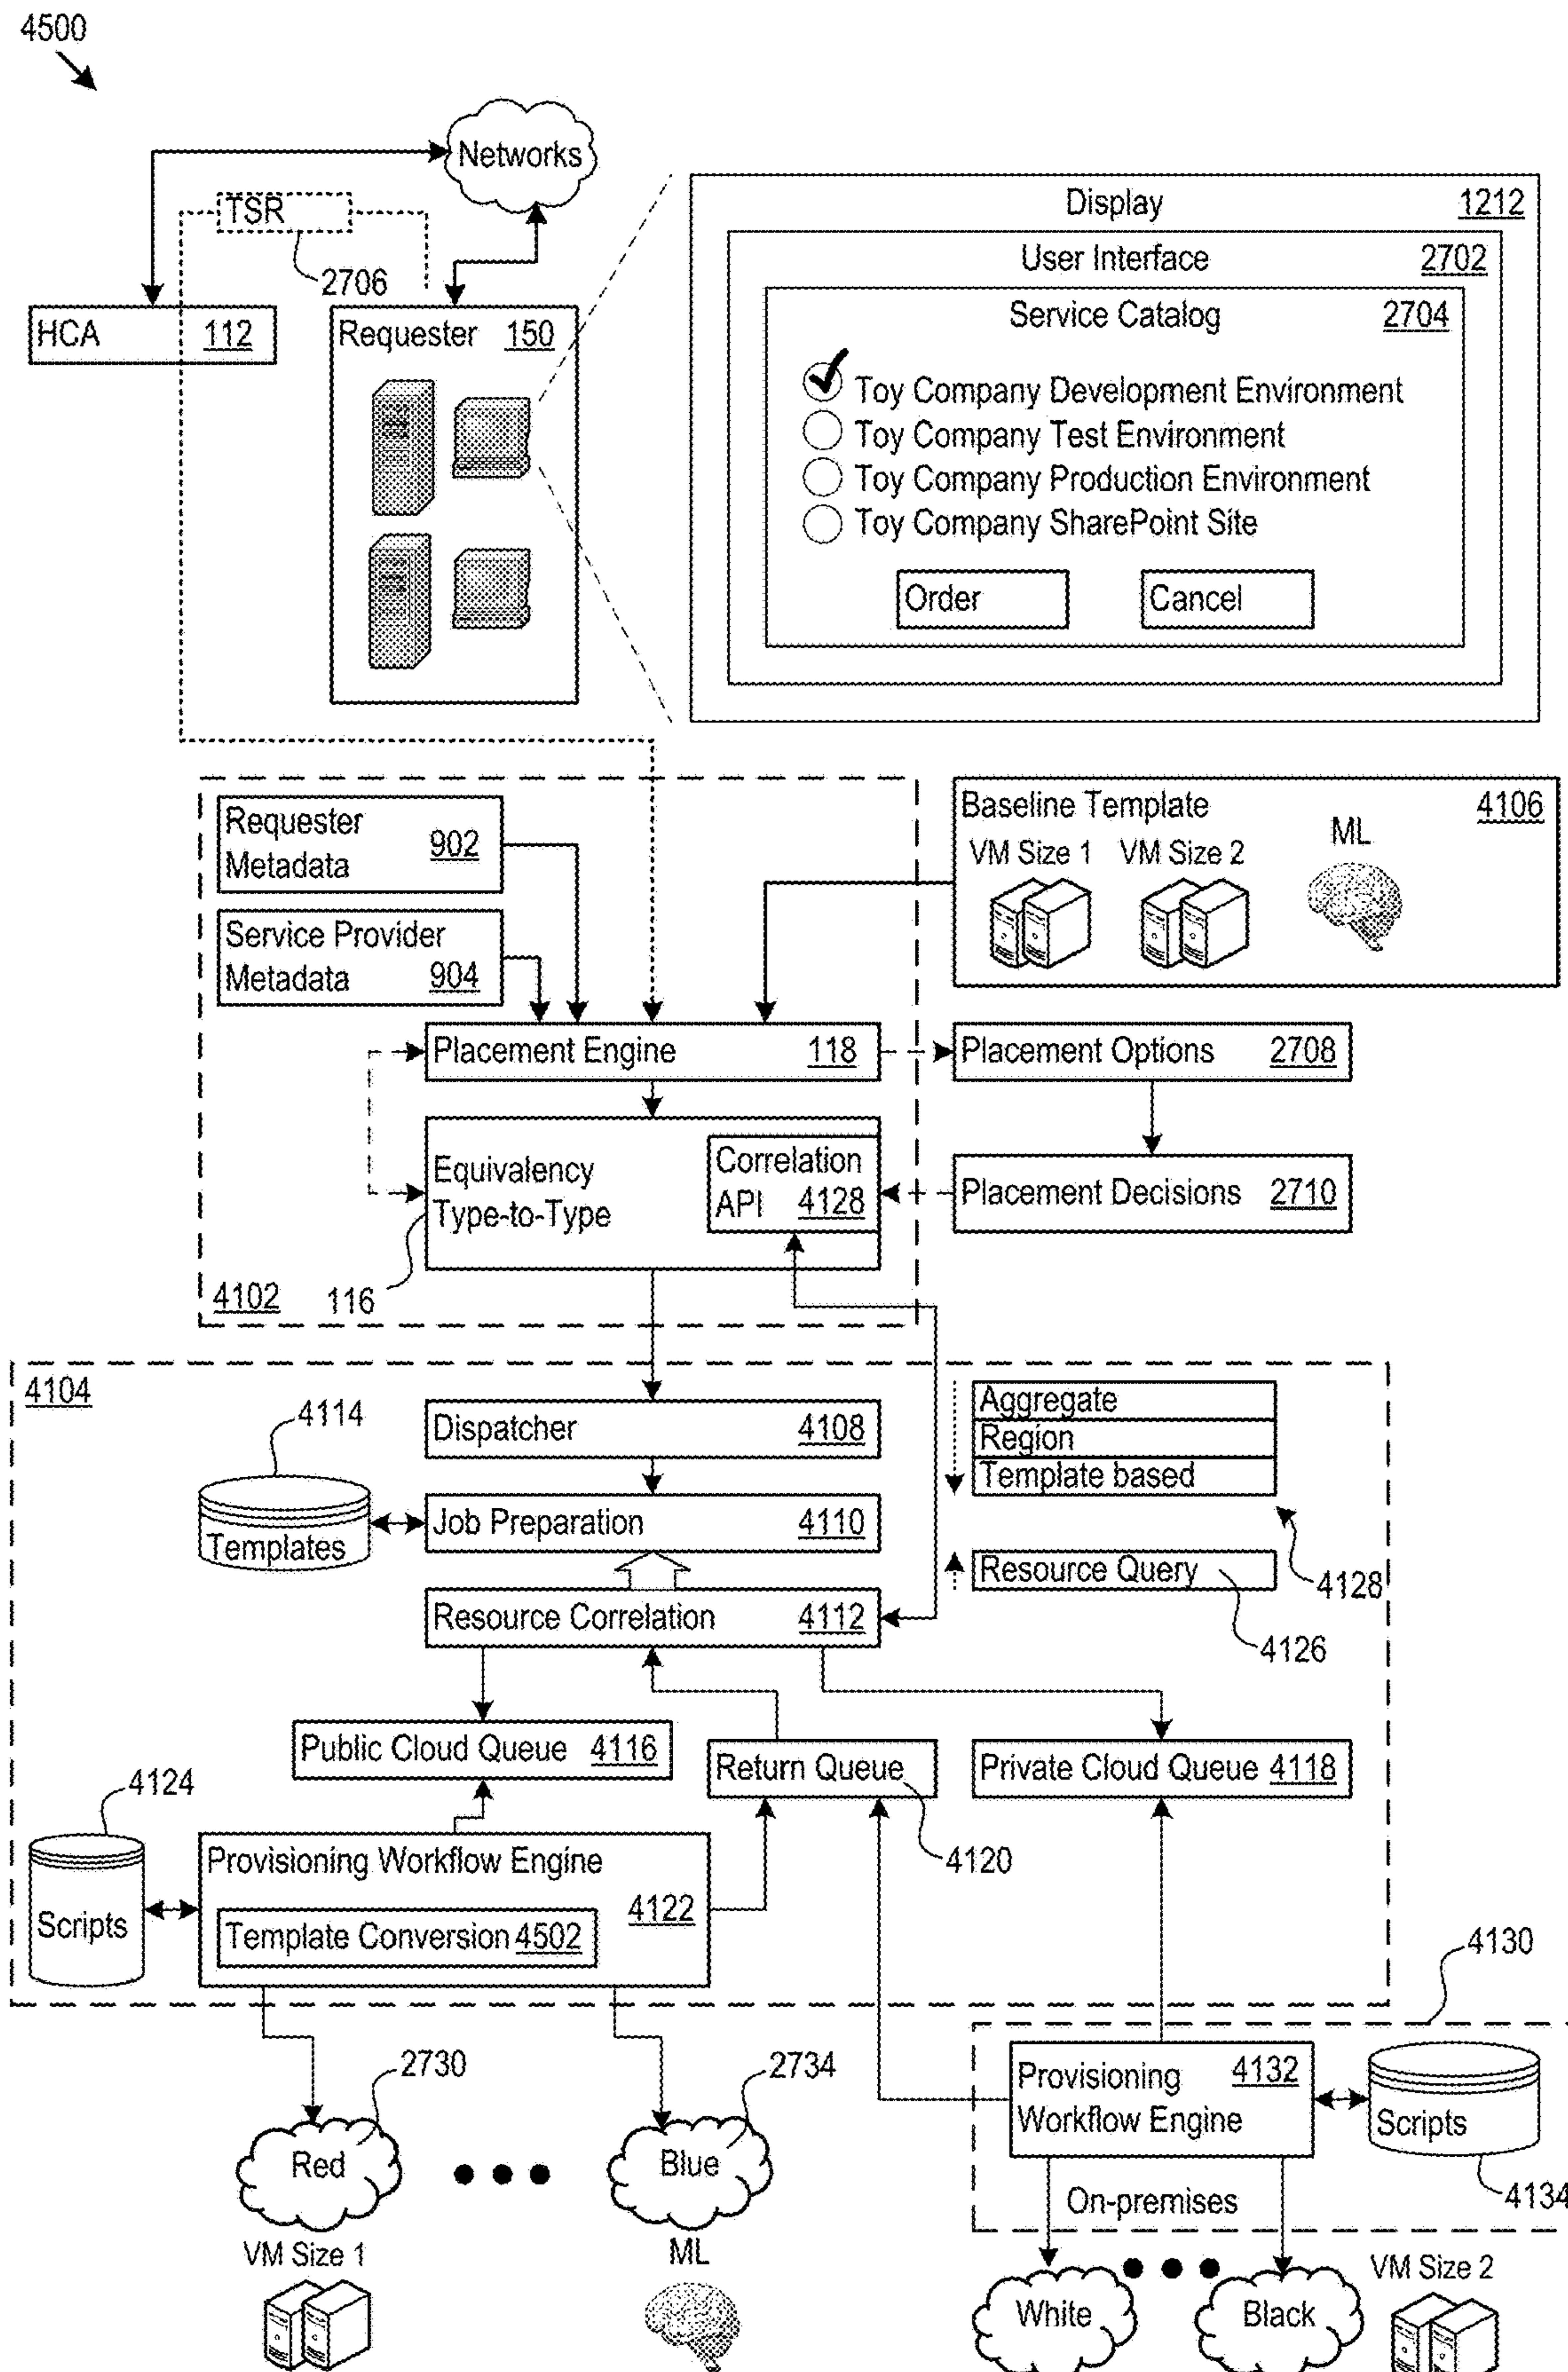 4500
Networks
TSR
2706
HCA 112
Requester 150
Display 1212
User Interface 2702
Service Catalog 2704
Toy Company Development Environment
Toy Company Test Environment
Toy Company Production Environment
Toy Company SharePoint Site
Order
Cancel
Requester
Metadata 902
Service Provider
Metadata 904
Baseline Template 4106
VM Size 1
VM Size 2
ML
Placement Engine 118
Placement Options 2708
Equivalency
Type-to-Type
Correlation
API 4128
Placement Decisions 2710
4102
116
4104
4114
Templates
Dispatcher 4108
Job Preparation 4110
Resource Correlation 4112
Aggregate
Region
Template based
Resource Query
4128
4126
Public Cloud Queue 4116
Return Queue
Private Cloud Queue 4118
4120
4124
Scripts
Provisioning Workflow Engine
4122
Template Conversion 4502
4130
Provisioning
Workflow Engine
4132
Scripts
4134
On-premises
2730
Red
2734
Blue
VM Size 1
ML
White
Black
VM Size 2